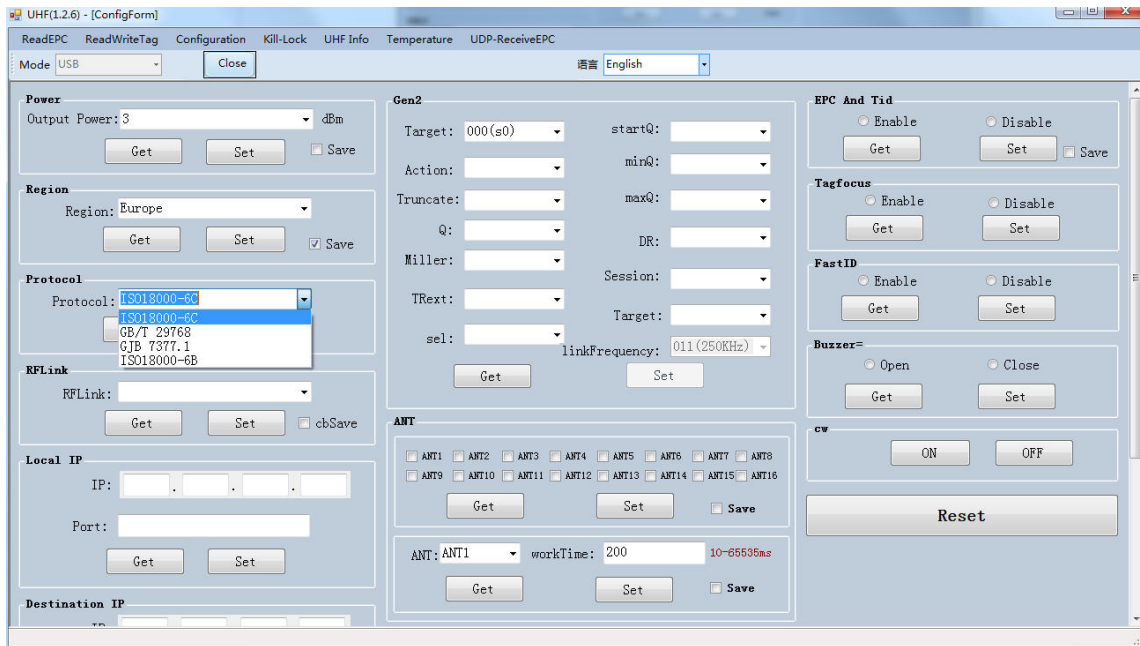 UHF(1.2.6) - [ConfigForm]
ReadEPC ReadWriteTag Configuration Kill-Lock UHF Info Temperature UDP-ReceiveEPC
Mode USB Close 语言 English
Power
Output Power: 3 dBm
Get Set Save
Region
Region: Europe
Get Set Save
Protocol
Protocol: ISO18000-6C
ISO18000-6C
GB/T 29768
GJB 7377.1
ISO18000-6B
RFLink
RFLink:
Get Set cbSave
Local IP
IP: . . .
Port:
Get Set
Destination IP
Gen2
Target: 000(s0) startQ:
Action: minQ:
Truncate: maxQ:
Q: DR:
Miller: Session:
TRext: Target:
sel: linkFrequency: 011(250KHz)
Get Set
ANT
ANT1 ANT2 ANT3 ANT4 ANT5 ANT6 ANT7 ANT8
ANT9 ANT10 ANT11 ANT12 ANT13 ANT14 ANT15 ANT16
Get Set Save
ANT: ANT1 workTime: 200 10-65535ms
Get Set Save
EPC And Tid
Enable Disable
Get Set Save
Tagfocus
Enable Disable
Get Set
FastID
Enable Disable
Get Set
Buzzer=
Open Close
Get Set
cw
ON OFF
Reset